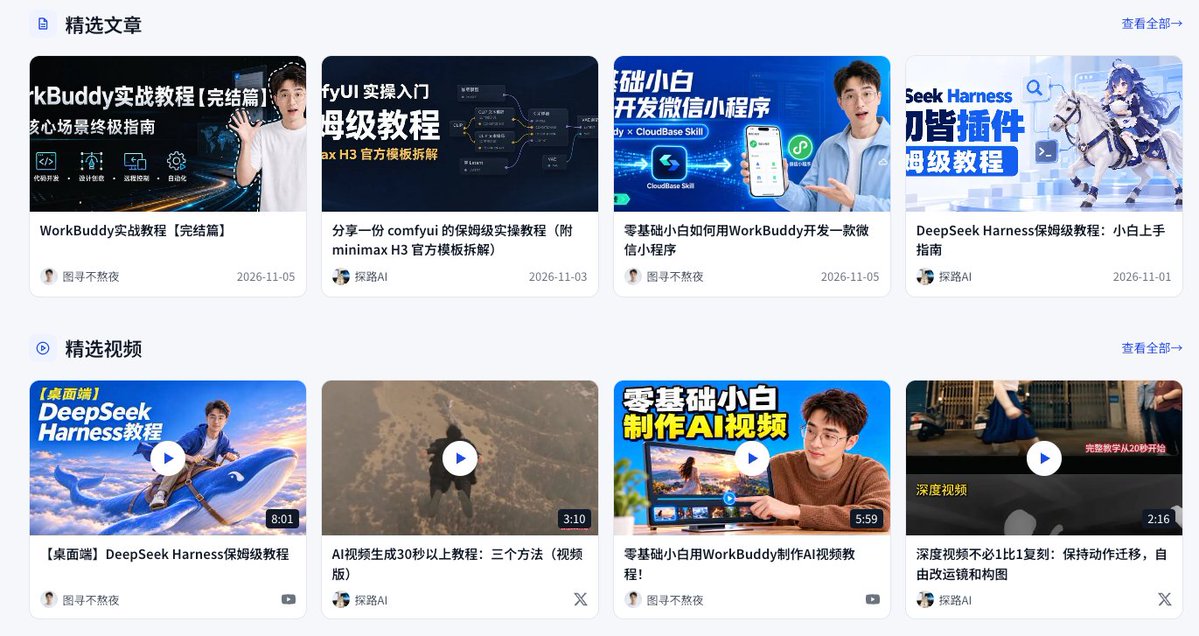 精选文章
查看全部→
rkBuddy实战教程【完结篇】
核心场景终极指南
代码开发 · 设计创意 · 远程控制 · 自动化
WorkBuddy实战教程【完结篇】
图寻不熬夜
2026-11-05
fyUI 实操入门
姆级教程
ax H3 官方模板拆解
分享一份 comfyui 的保姆级实操教程（附
minimax H3 官方模板拆解）
探路AI
2026-11-03
基础小白
开发微信小程序
dy × CloudBase Skill
CloudBase Skill
零基础小白如何用WorkBuddy开发一款微
信小程序
图寻不熬夜
2026-11-05
Seek Harness
切皆插件
姆级教程
DeepSeek Harness保姆级教程：小白上手
指南
探路AI
2026-11-01
精选视频
查看全部→
【桌面端】
DeepSeek
Harness教程
8:01
【桌面端】DeepSeek Harness保姆级教程
图寻不熬夜
3:10
AI视频生成30秒以上教程：三个方法（视频
版）
探路AI
零基础小白
制作AI视频
5:59
零基础小白用WorkBuddy制作AI视频教
程！
图寻不熬夜
完整教学从20秒开始
深度视频
2:16
深度视频不必1比1复刻：保持动作迁移，自
由改运镜和构图
探路AI